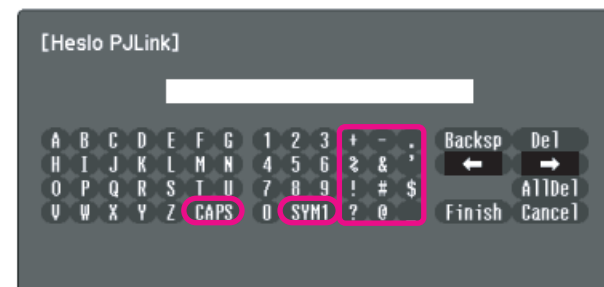 [Heslo PJLink]
A B C D E F G 1 2 3 + - . Backsp Del
H I J K L M N 4 5 6 % & ' ← →
O P Q R S T U 7 8 9 ! # $ AllDel
V W X Y Z CAPS 0 SYM1 ? @ _ Finish Cancel